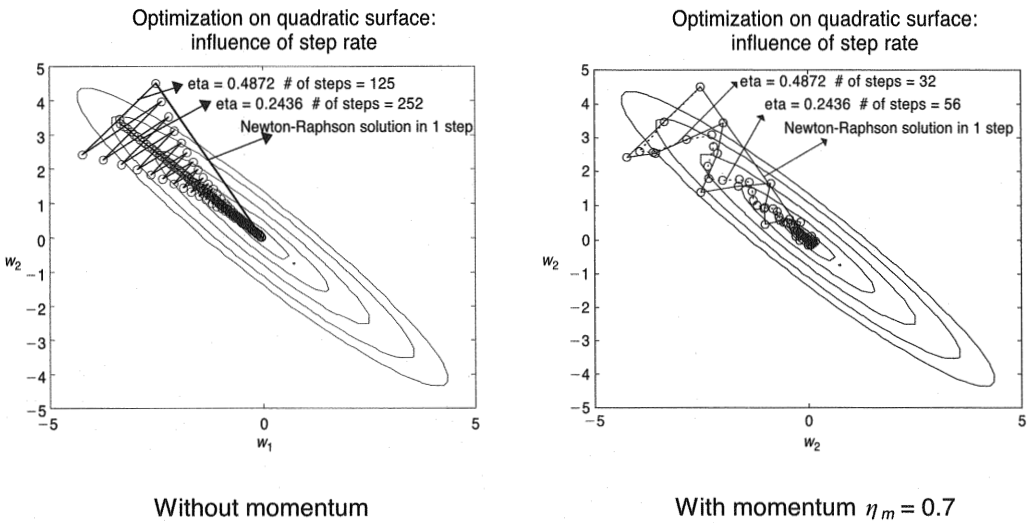 Optimization on quadratic surface:
influence of step rate
5
4
3
2
1
0
−1
−2
−3
−4
−5
w2
eta = 0.4872 # of steps = 125
eta = 0.2436 # of steps = 252
Newton-Raphson solution in 1 step
−5
0
5
w1
Without momentum
Optimization on quadratic surface:
influence of step rate
5
4
3
2
1
0
−1
−2
−3
−4
−5
w2
eta = 0.4872 # of steps = 32
eta = 0.2436 # of steps = 56
Newton-Raphson solution in 1 step
−5
0
5
w2
With momentum ηm = 0.7